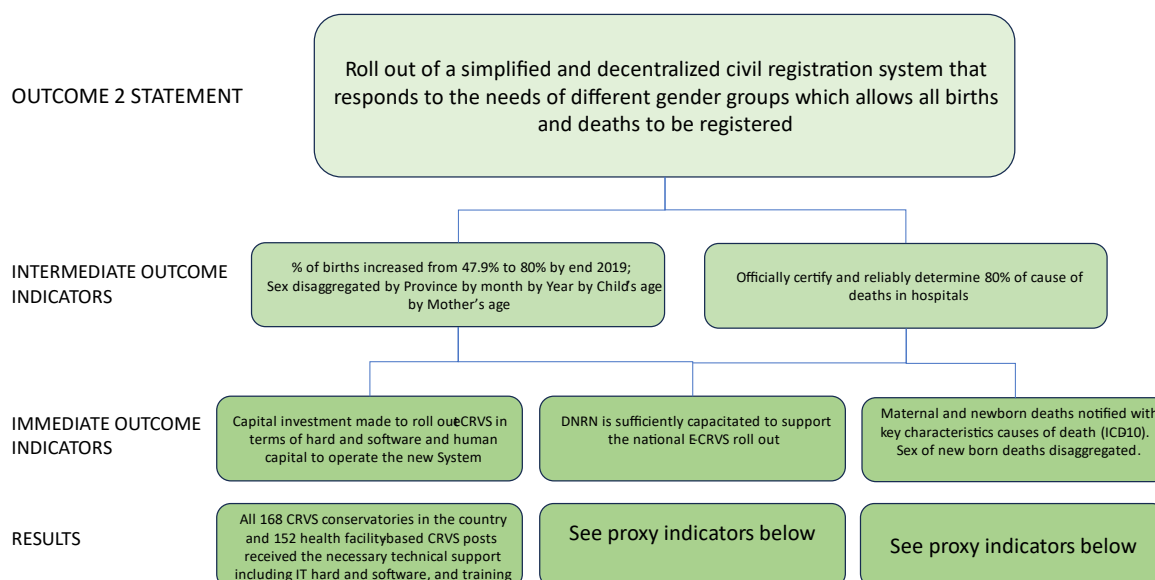 OUTCOME 2 STATEMENT
Roll out of a simplified and decentralized civil registration system that
responds to the needs of different gender groups which allows all births
and deaths to be registered
INTERMEDIATE OUTCOME
INDICATORS
% of births increased from 47.9% to 80% by end 2019;
Sex disaggregated by Province by month by Year by Child's age
by Mother's age
Officially certify and reliably determine 80% of cause of
deaths in hospitals
IMMEDIATE OUTCOME
INDICATORS
Capital investment made to roll out eCRVS in
terms of hard and software and human
capital to operate the new System
DNRN is sufficiently capacitated to support
the national E-CRVS roll out
Maternal and newborn deaths notified with
key characteristics causes of death (ICD-10).
Sex of new born deaths disaggregated.
RESULTS
All 168 CRVS conservatories in the country
and 152 health facilitybased CRVS posts
received the necessary technical support
including IT hard and software, and training
See proxy indicators below
See proxy indicators below